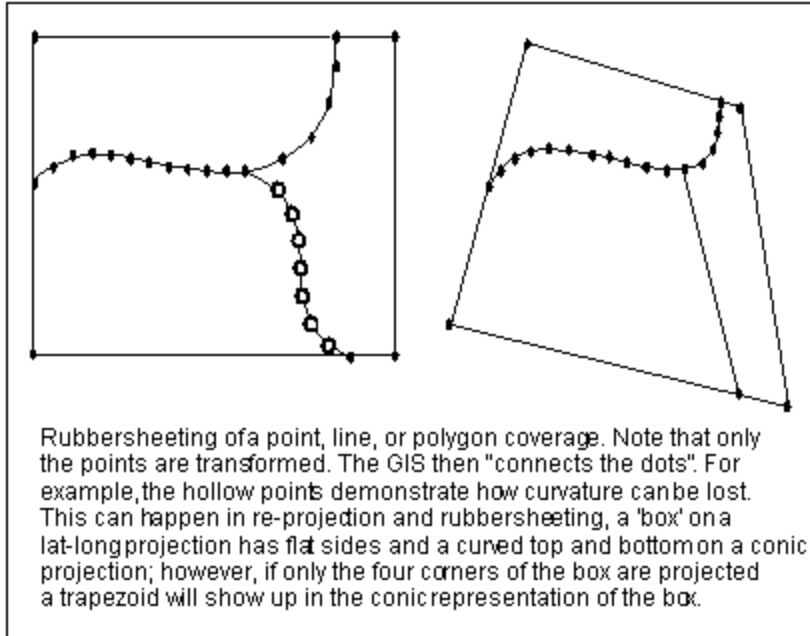 Rubbersheeting of a point, line, or polygon coverage. Note that only
the points are transformed. The GIS then "connects the dots". For
example, the hollow points demonstrate how curvature can be lost.
This can happen in re-projection and rubbersheeting, a 'box' on a
lat-long projection has flat sides and a curved top and bottom on a conic
projection; however, if only the four corners of the box are projected
a trapezoid will show up in the conic representation of the box.